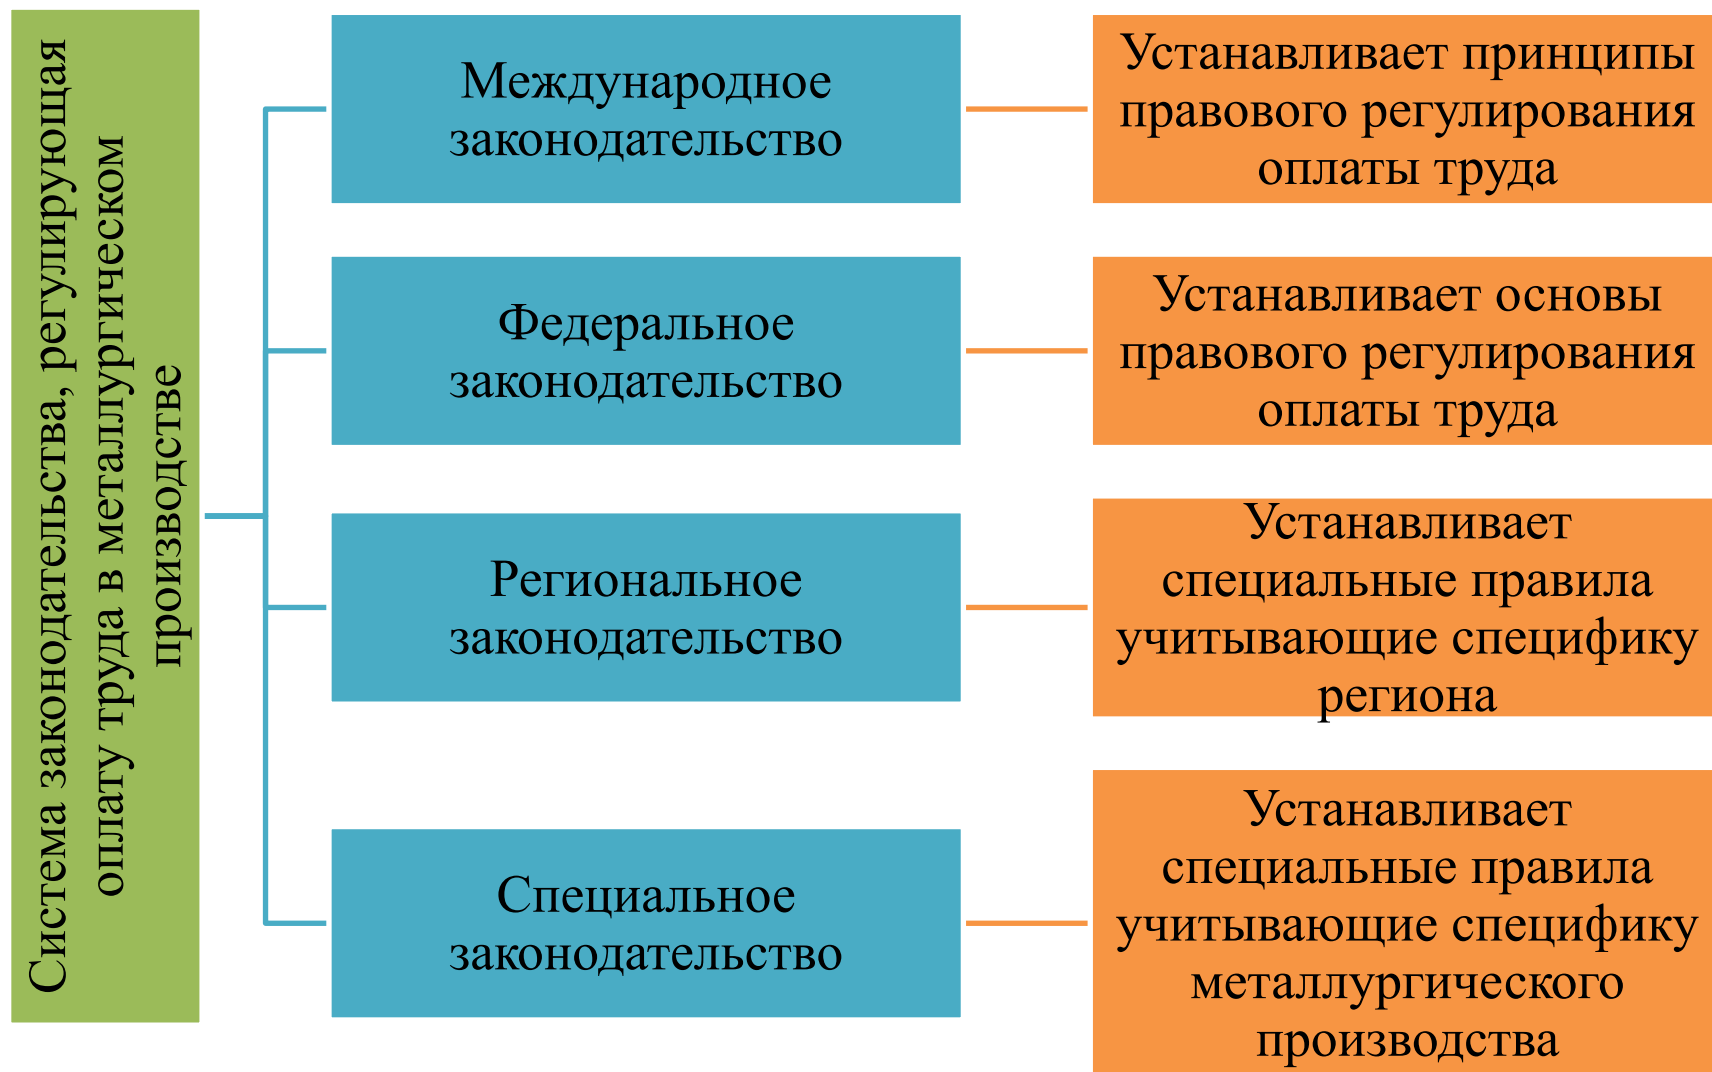 Система законодательства, регулирующая
оплату труда в металлургическом
производстве
Международное
законодательство
Устанавливает принципы
правового регулирования
оплаты труда
Федеральное
законодательство
Устанавливает основы
правового регулирования
оплаты труда
Региональное
законодательство
Устанавливает
специальные правила
учитывающие специфику
региона
Специальное
законодательство
Устанавливает
специальные правила
учитывающие специфику
металлургического
производства